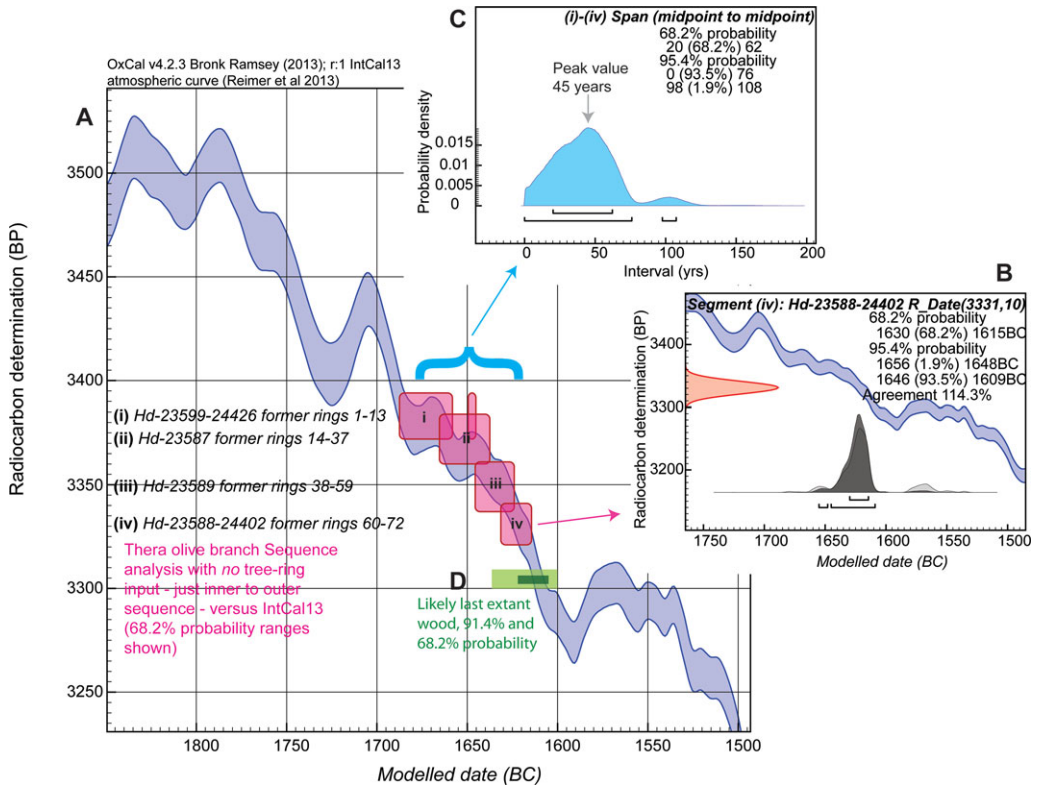 OxCal v4.2.3 Bronk Ramsey (2013); r:1 IntCal13
atmospheric curve (Reimer et al 2013)
A
Radiocarbon determination (BP)
3500
3450
3400
3350
3300
3250
(i) Hd-23599-24426 former rings 1-13
(ii) Hd-23587 former rings 14-37
(iii) Hd-23589 former rings 38-59
(iv) Hd-23588-24402 former rings 60-72
Thera olive branch Sequence
analysis with no tree-ring
input - just inner to outer
sequence - versus IntCal13
(68.2% probability ranges
shown)
i
ii
iii
iv
D
Likely last extant
wood, 91.4% and
68.2% probability
1800
1750
1700
1650
1600
1550
1500
Modelled date (BC)
C
(i)-(iv) Span (midpoint to midpoint)
68.2% probability
20 (68.2%) 62
95.4% probability
0 (93.5%) 76
98 (1.9%) 108
Peak value
45 years
Probability density
0.015
0.01
0.005
0
0
50
100
150
200
Interval (yrs)
B
Segment (iv): Hd-23588-24402 R_Date(3331,10)
68.2% probability
1630 (68.2%) 1615BC
95.4% probability
1656 (1.9%) 1648BC
1646 (93.5%) 1609BC
Agreement 114.3%
Radiocarbon determination (BP)
3400
3300
3200
1750
1700
1650
1600
1550
1500
Modelled date (BC)